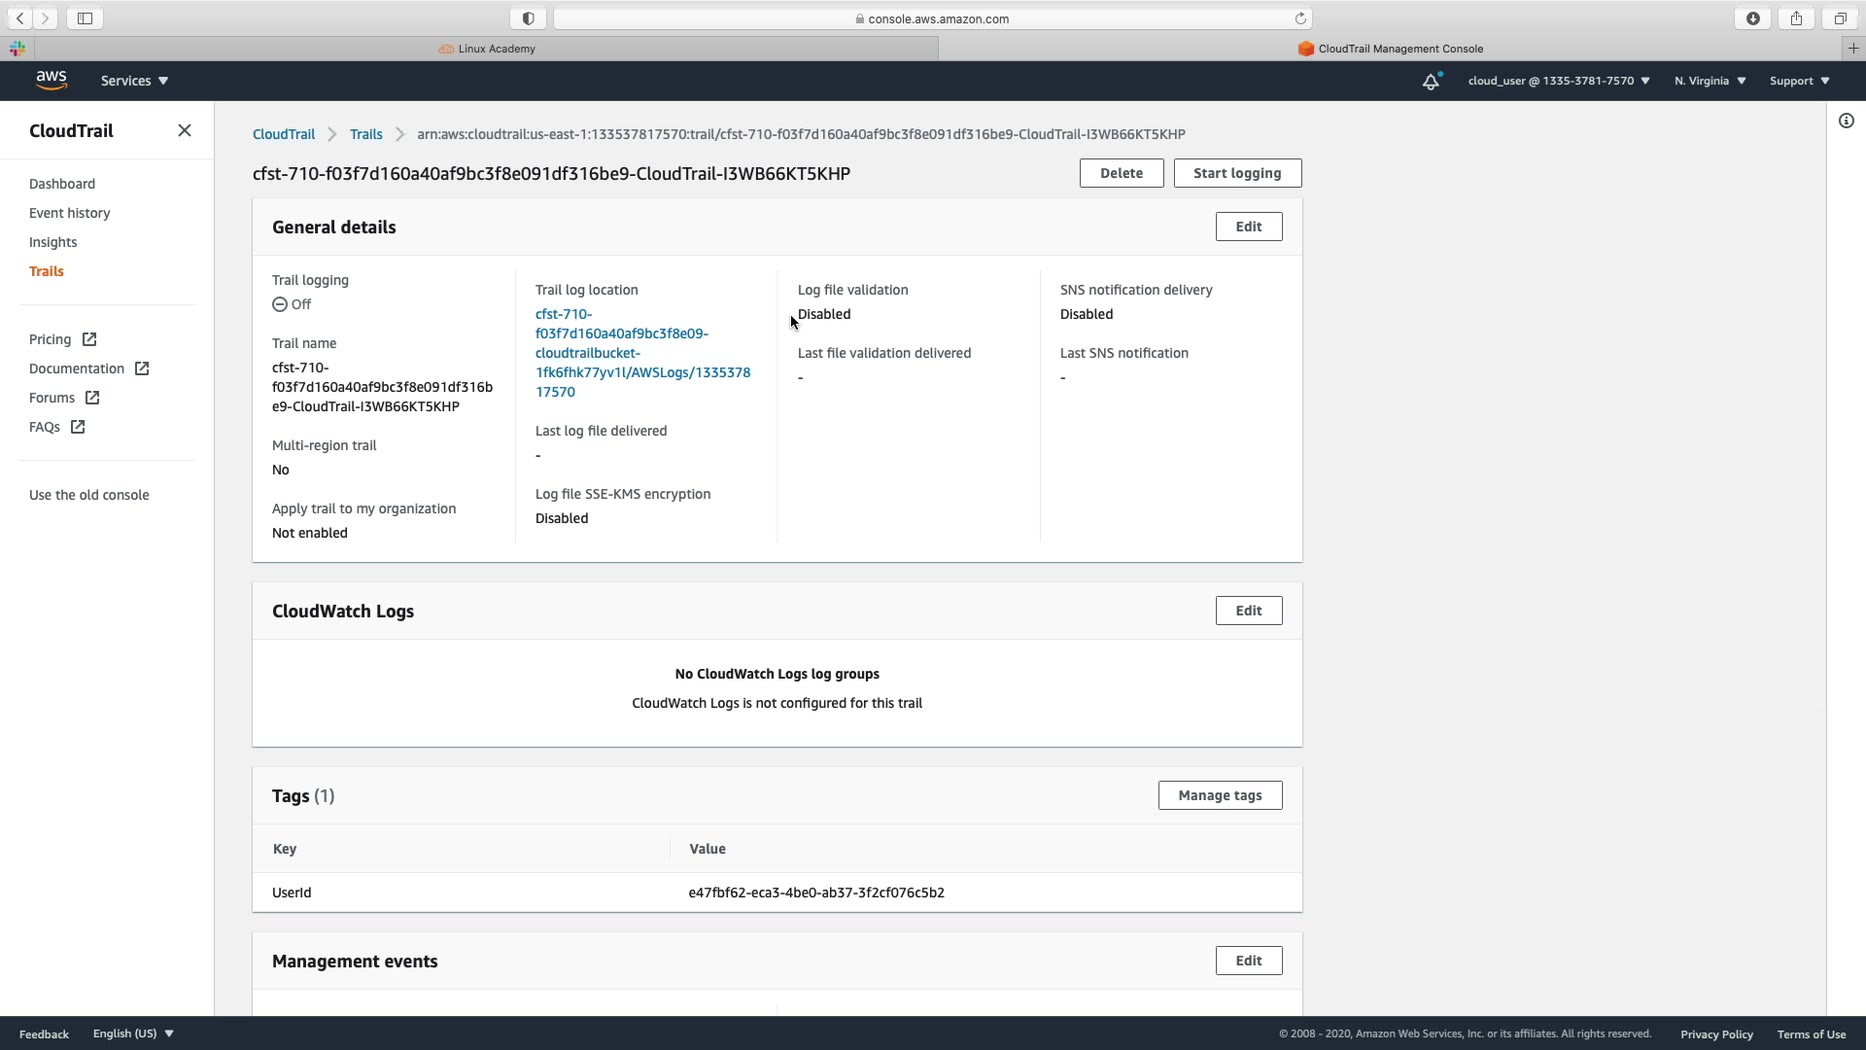 console.aws.amazon.com
Linux Academy
CloudTrail Management Console
aws
Services
cloud_user @ 1335-3781-7570
N. Virginia
Support
CloudTrail
Dashboard
Event history
Insights
Trails
Pricing
Documentation
Forums
FAQs
Use the old console
CloudTrail
Trails
arn:aws:cloudtrail:us-east-1:133537817570:trail/cfst-710-f03f7d160a40af9bc3f8e091df316be9-CloudTrail-I3WB66KT5KHP
cfst-710-f03f7d160a40af9bc3f8e091df316be9-CloudTrail-I3WB66KT5KHP
Delete
Start logging
General details
Edit
Trail logging
Off
Trail name
cfst-710-
f03f7d160a40af9bc3f8e091df316b
e9-CloudTrail-I3WB66KT5KHP
Multi-region trail
No
Apply trail to my organization
Not enabled
Trail log location
cfst-710-
f03f7d160a40af9bc3f8e09-
cloudtrailbucket-
1fk6fhk77yv1l/AWSLogs/1335378
17570
Last log file delivered
-
Log file SSE-KMS encryption
Disabled
Log file validation
Disabled
Last file validation delivered
-
SNS notification delivery
Disabled
Last SNS notification
-
CloudWatch Logs
Edit
No CloudWatch Logs log groups
CloudWatch Logs is not configured for this trail
Tags (1)
Manage tags
Key
Value
UserId
e47fbf62-eca3-4be0-ab37-3f2cf076c5b2
Management events
Edit
Feedback
English (US)
© 2008 - 2020, Amazon Web Services, Inc. or its affiliates. All rights reserved.
Privacy Policy
Terms of Use